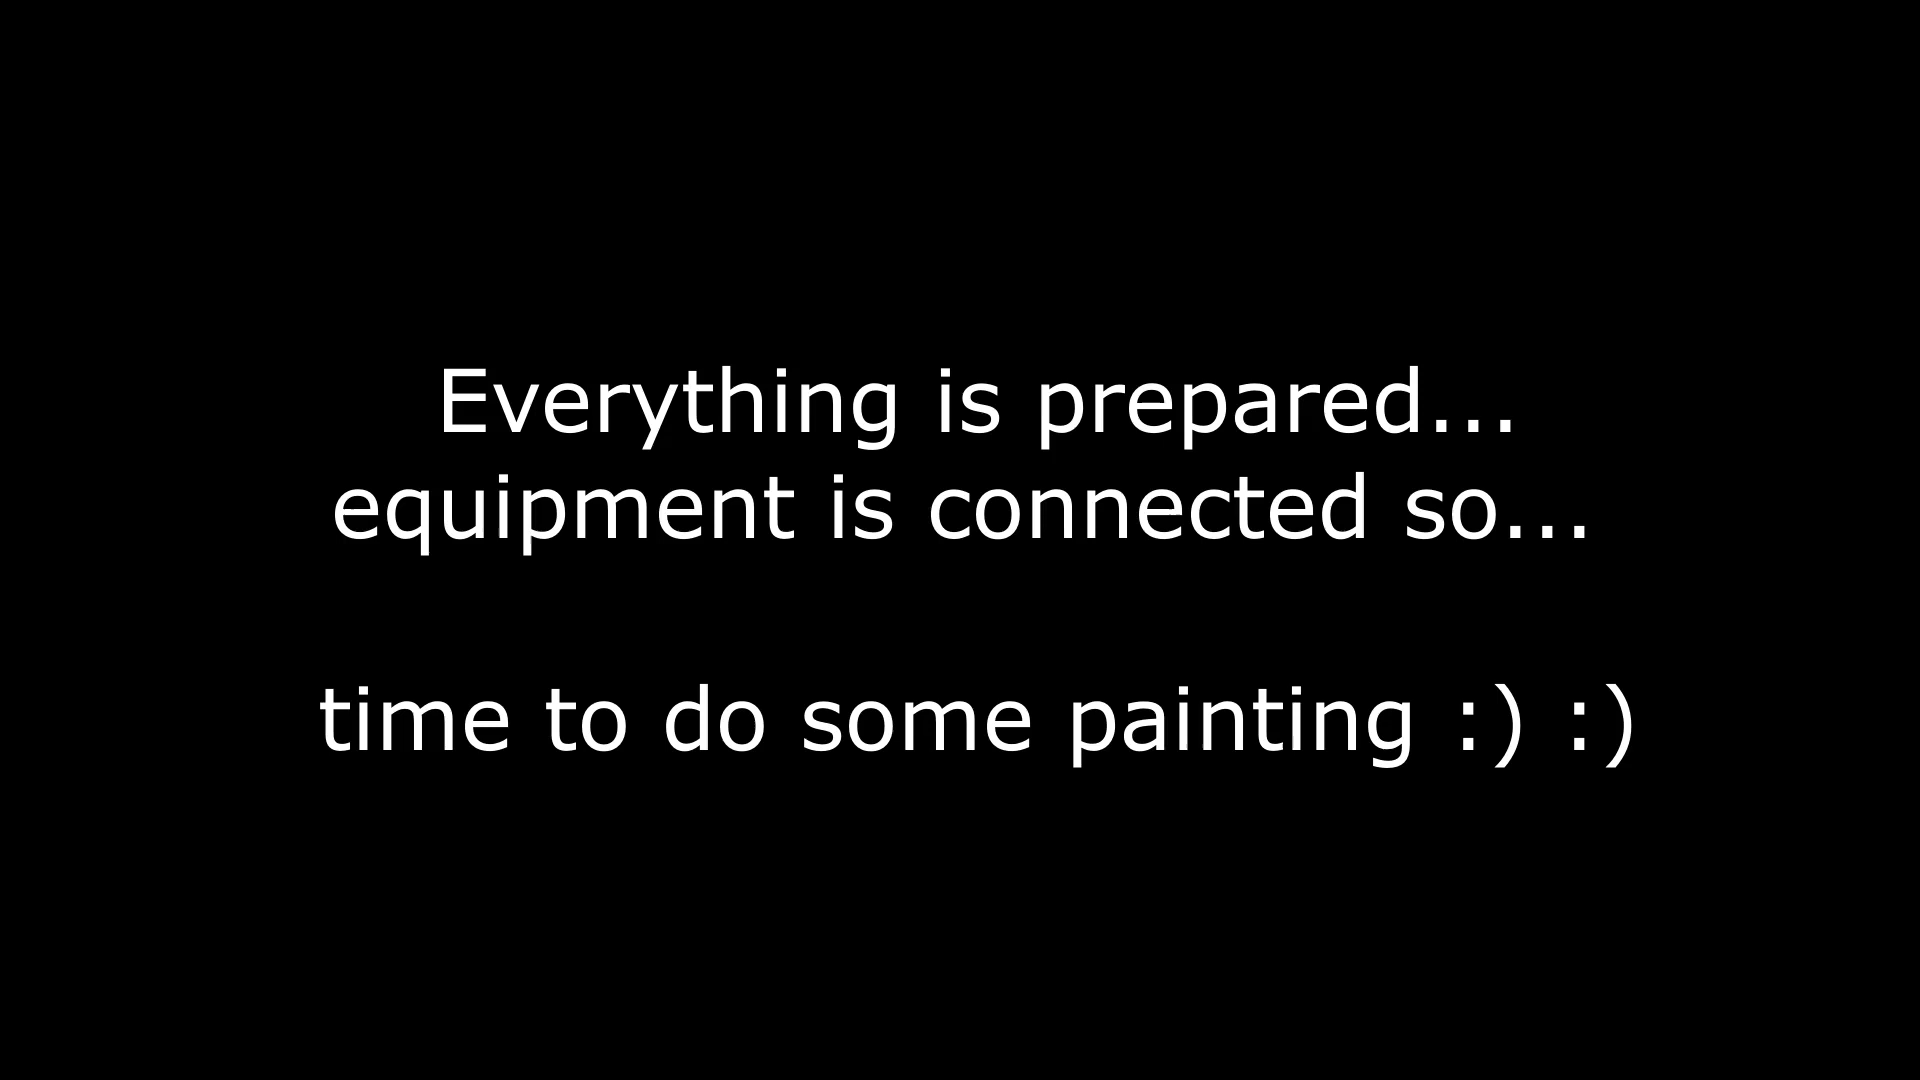 Everything is prepared...
equipment is connected so...
time to do some painting :) :)